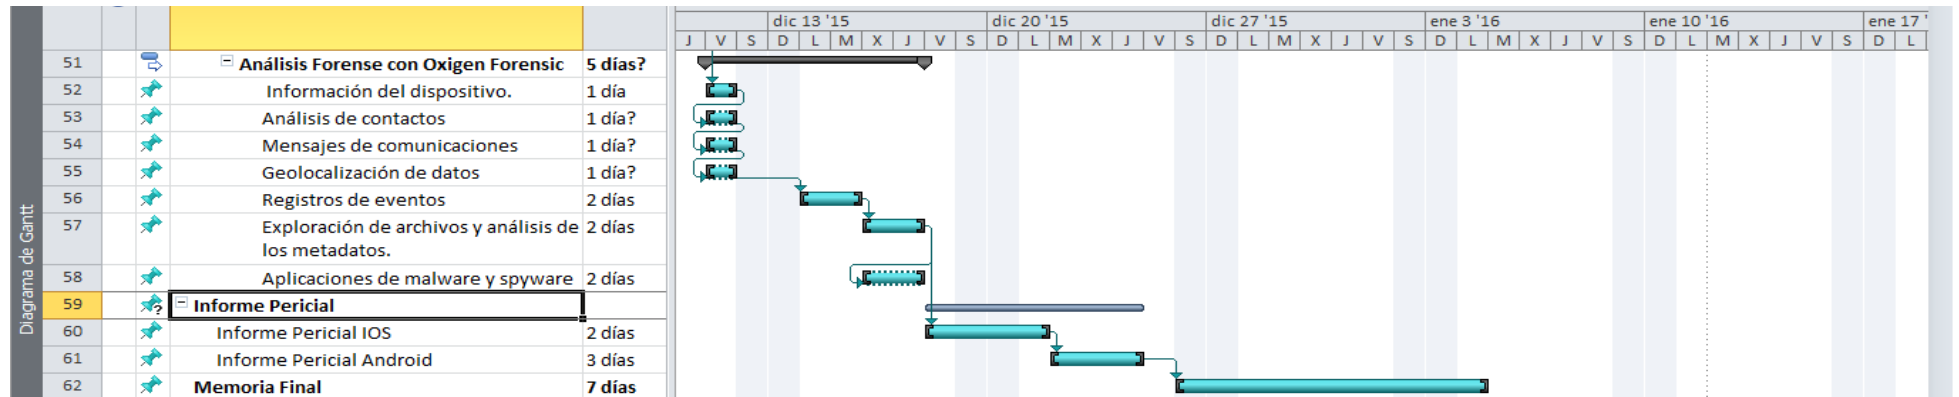 dic 13 '15 dic 20 '15 dic 27 '15 ene 3 '16 ene 10 '16 ene 17 '
J V S D L M X J V S D L M X J V S D L M X J V S D L M X J V S D L M X J V S D L
51 Análisis Forense con Oxigen Forensic 5 días?
52 Información del dispositivo. 1 día
53 Análisis de contactos 1 día?
54 Mensajes de comunicaciones 1 día?
55 Geolocalización de datos 1 día?
56 Registros de eventos 2 días
57 Exploración de archivos y análisis de 2 días
los metadatos.
58 Aplicaciones de malware y spyware 2 días
59 Informe Pericial
60 Informe Pericial IOS 2 días
61 Informe Pericial Android 3 días
62 Memoria Final 7 días
Diagrama de Gantt